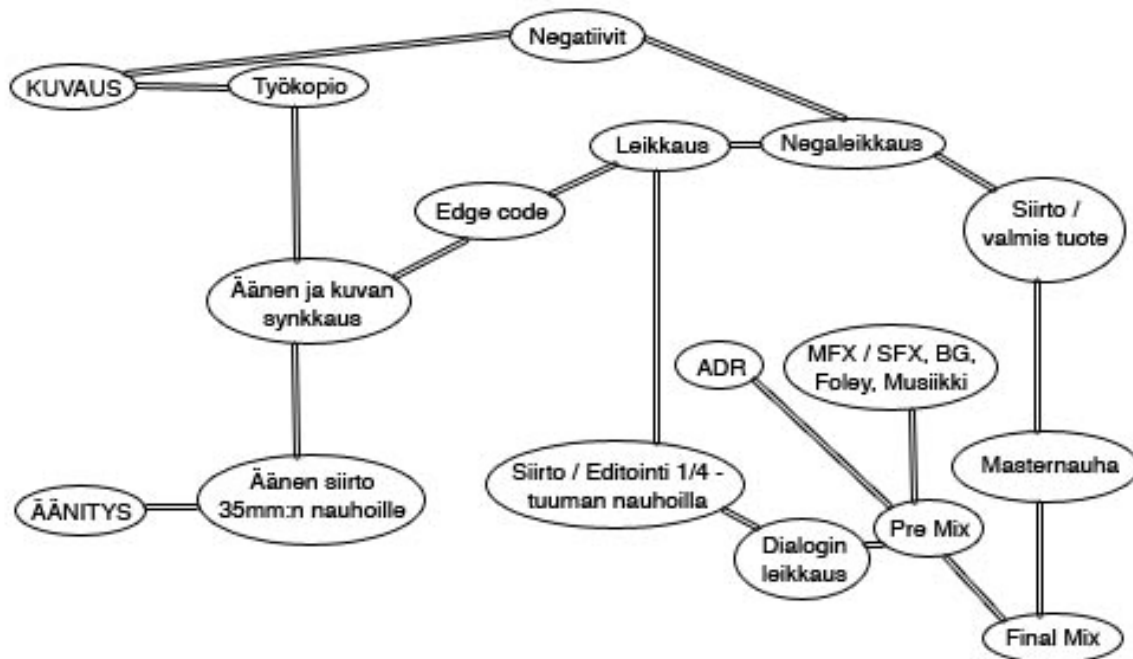 Negatiivit
KUVAUS
Työkopio
Leikkaus
Negaleikkaus
Edge code
Siirto /
valmis tuote
Äänen ja kuvan
synkkaus
ADR
MFX / SFX, BG,
Foley, Musiikki
Äänen siirto
35mm:n nauhoille
ÄÄNITYS
Siirto / Editointi 1/4 -
tuuman nauhoilla
Masternauha
Dialogin
leikkaus
Pre Mix
Final Mix